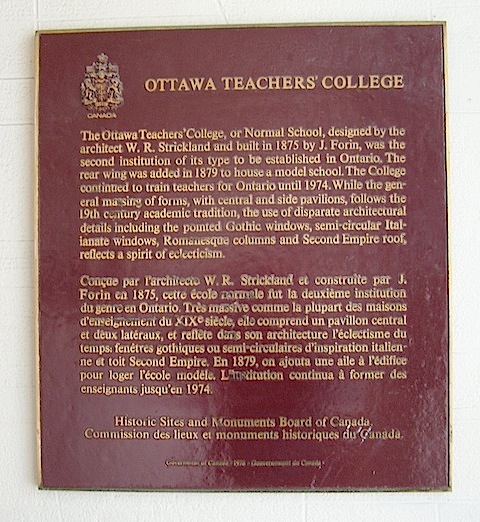 CANADA
OTTAWA TEACHERS' COLLEGE
The Ottawa Teachers' College, or Normal School, designed by the
architect W. R. Strickland and built in 1875 by J. Forin, was the
second institution of its type to be established in Ontario. The
rear wing was added in 1879 to house a model school. The College
continued to train teachers for Ontario until 1974. While the gen-
eral massing of forms, with central and side pavilions, follows the
19th century academic tradition, the use of disparate architectural
details including the pointed Gothic windows, semi-circular Ital-
ianate windows, Romanesque columns and Second Empire roof,
reflects a spirit of eclecticism.
Conçue par l'architecte W. R. Strickland et construite par J.
Forin en 1875, cette école normale fut la deuxième institution
du genre en Ontario. Très massive comme la plupart des maisons
d'enseignement du XIXe siècle, elle comprend un pavillon central
et deux latéraux, et reflète dans son architecture l'éclectisme du
temps: fenêtres gothiques ou semi-circulaires d'inspiration italien-
ne et toit Second Empire. En 1879, on ajouta une aile à l'édifice
pour loger l'école modèle. L'institution continua à former des
enseignants jusqu'en 1974.
Historic Sites and Monuments Board of Canada.
Commission des lieux et monuments historiques du Canada.
Government of Canada - - Gouvernement du Canada